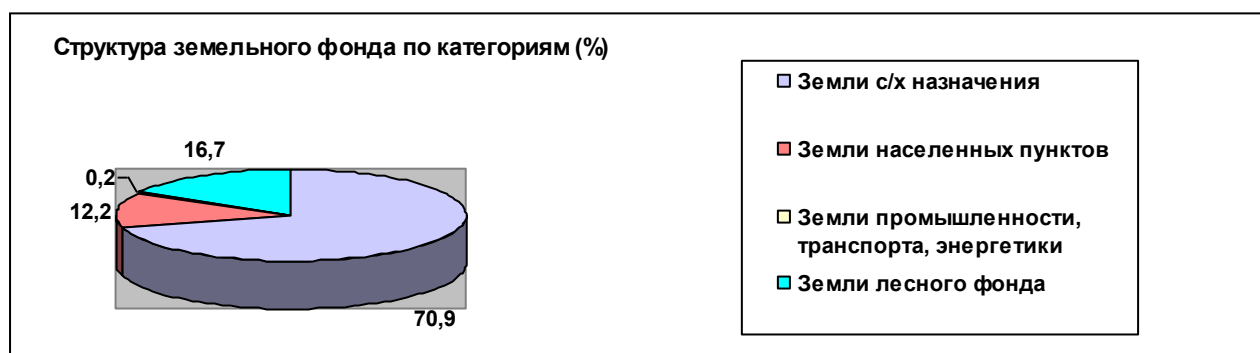 Структура земельного фонда по категориям (%)
16,7
0,2
12,2
70,9
Земли с/х назначения
Земли населенных пунктов
Земли промышленности,
транспорта, энергетики
Земли лесного фонда